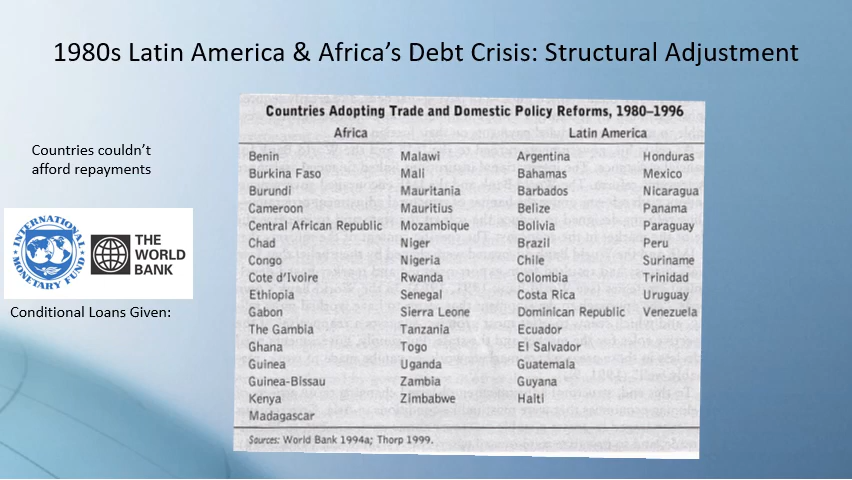 1980s Latin America & Africa's Debt Crisis: Structural Adjustment
Countries couldn't
afford repayments
INTERNATIONAL
MONETARY FUND
THE
WORLD
BANK
Conditional Loans Given:
Countries Adopting Trade and Domestic Policy Reforms, 1980–1996
Africa Latin America
Benin Malawi Argentina Honduras
Burkina Faso Mali Bahamas Mexico
Burundi Mauritania Barbados Nicaragua
Cameroon Mauritius Belize Panama
Central African Republic Mozambique Bolivia Paraguay
Chad Niger Brazil Peru
Congo Nigeria Chile Suriname
Cote d'Ivoire Rwanda Colombia Trinidad
Ethiopia Senegal Costa Rica Uruguay
Gabon Sierra Leone Dominican Republic Venezuela
The Gambia Tanzania Ecuador
Ghana Togo El Salvador
Guinea Uganda Guatemala
Guinea-Bissau Zambia Guyana
Kenya Zimbabwe Haiti
Madagascar
Sources: World Bank 1994a; Thorp 1999.